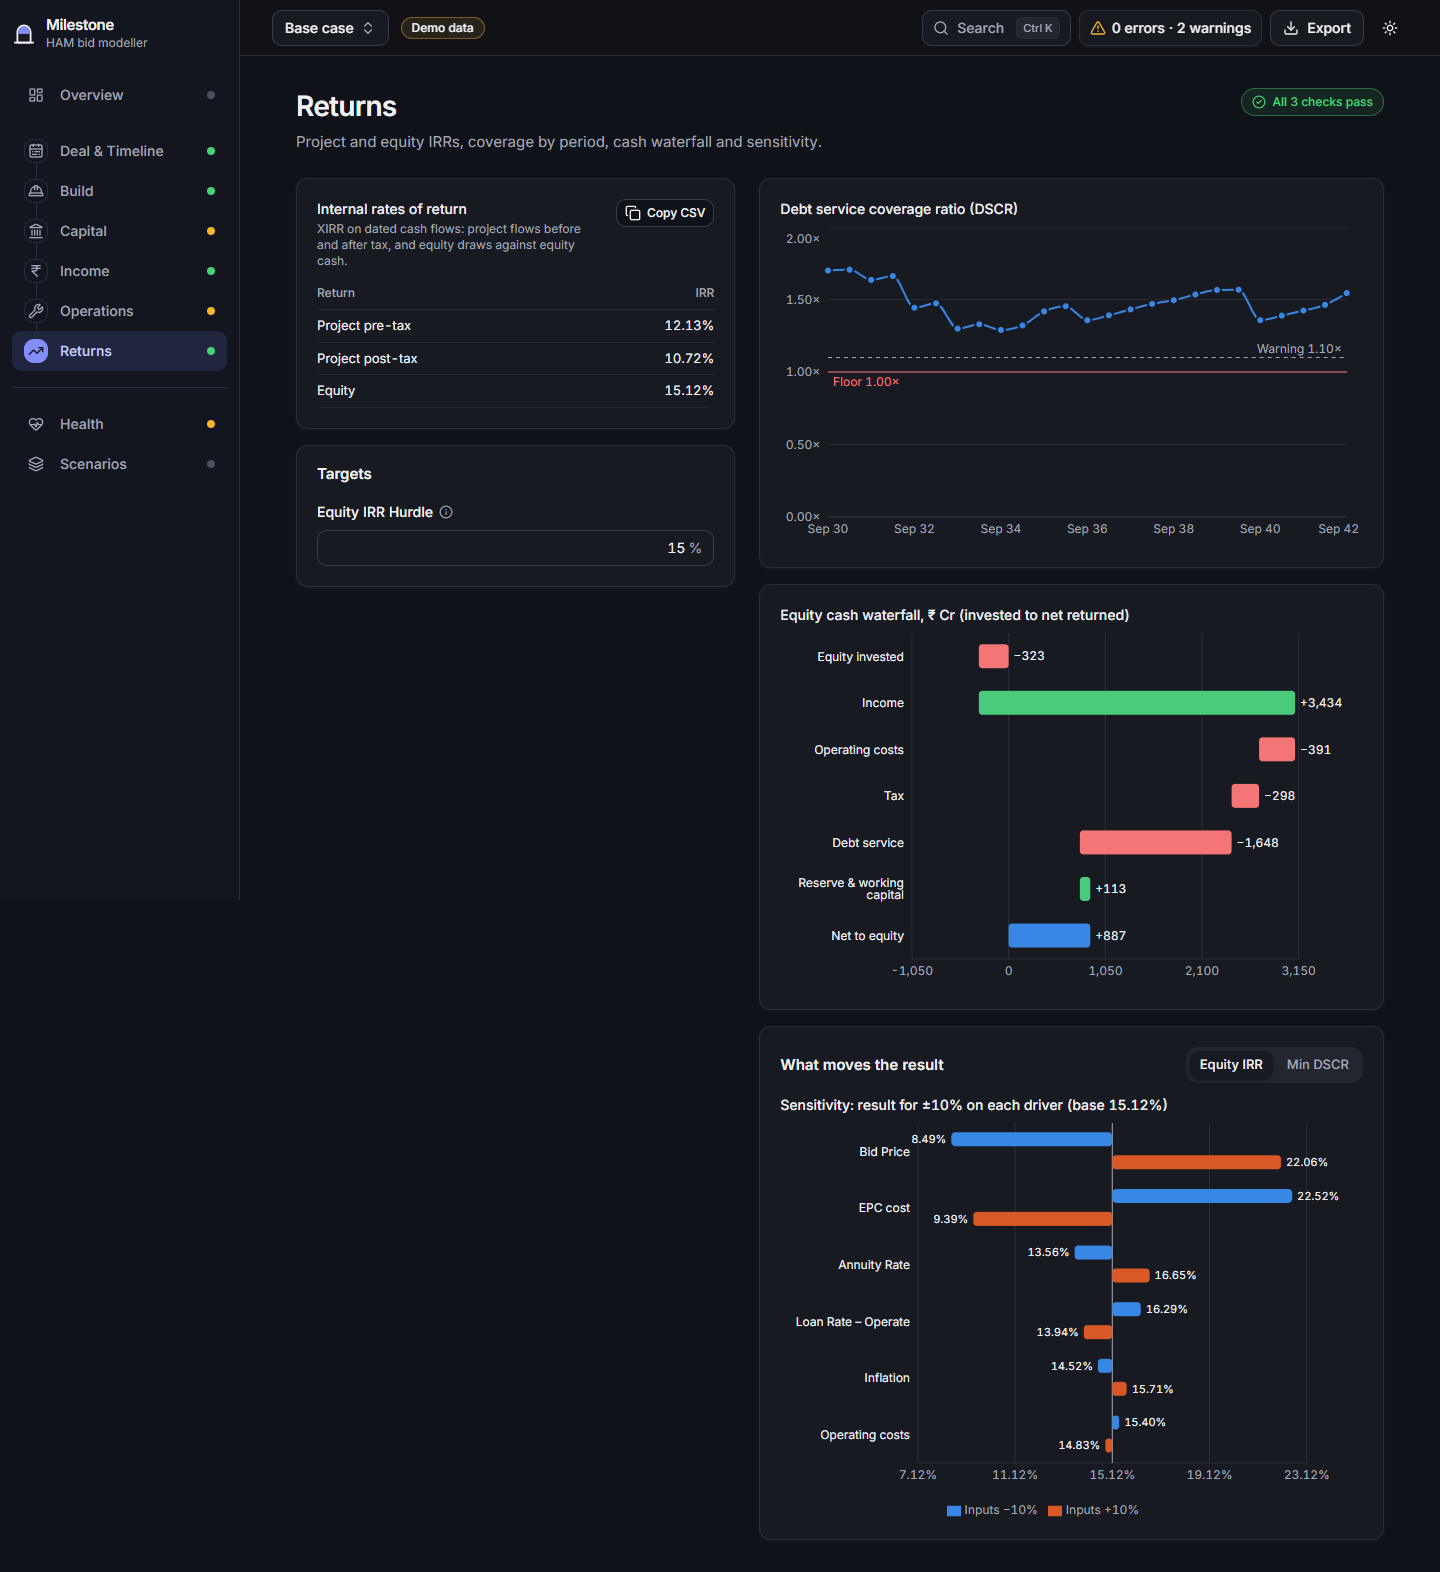 Milestone
HAM bid modeller
Base case
Demo data
Search
Ctrl K
0 errors · 2 warnings
Export
Overview
Deal & Timeline
Build
Capital
Income
Operations
Returns
Health
Scenarios
Returns
All 3 checks pass
Project and equity IRRs, coverage by period, cash waterfall and sensitivity.
Internal rates of return
Copy CSV
XIRR on dated cash flows: project flows before
and after tax, and equity draws against equity
cash.
Return IRR
Project pre-tax 12.13%
Project post-tax 10.72%
Equity 15.12%
Targets
Equity IRR Hurdle
15 %
Debt service coverage ratio (DSCR)
2.00×
1.50×
Warning 1.10×
1.00×
Floor 1.00×
0.50×
0.00×
Sep 30 Sep 32 Sep 34 Sep 36 Sep 38 Sep 40 Sep 42
Equity cash waterfall, ₹ Cr (invested to net returned)
Equity invested −323
Income +3,434
Operating costs −391
Tax −298
Debt service −1,648
Reserve & working
capital
+113
Net to equity +887
-1,050 0 1,050 2,100 3,150
What moves the result
Equity IRR Min DSCR
Sensitivity: result for ±10% on each driver (base 15.12%)
8.49%
Bid Price
22.06%
22.52%
EPC cost
9.39%
13.56%
Annuity Rate
16.65%
16.29%
Loan Rate – Operate
13.94%
14.52%
Inflation
15.71%
15.40%
Operating costs
14.83%
7.12% 11.12% 15.12% 19.12% 23.12%
Inputs −10% Inputs +10%